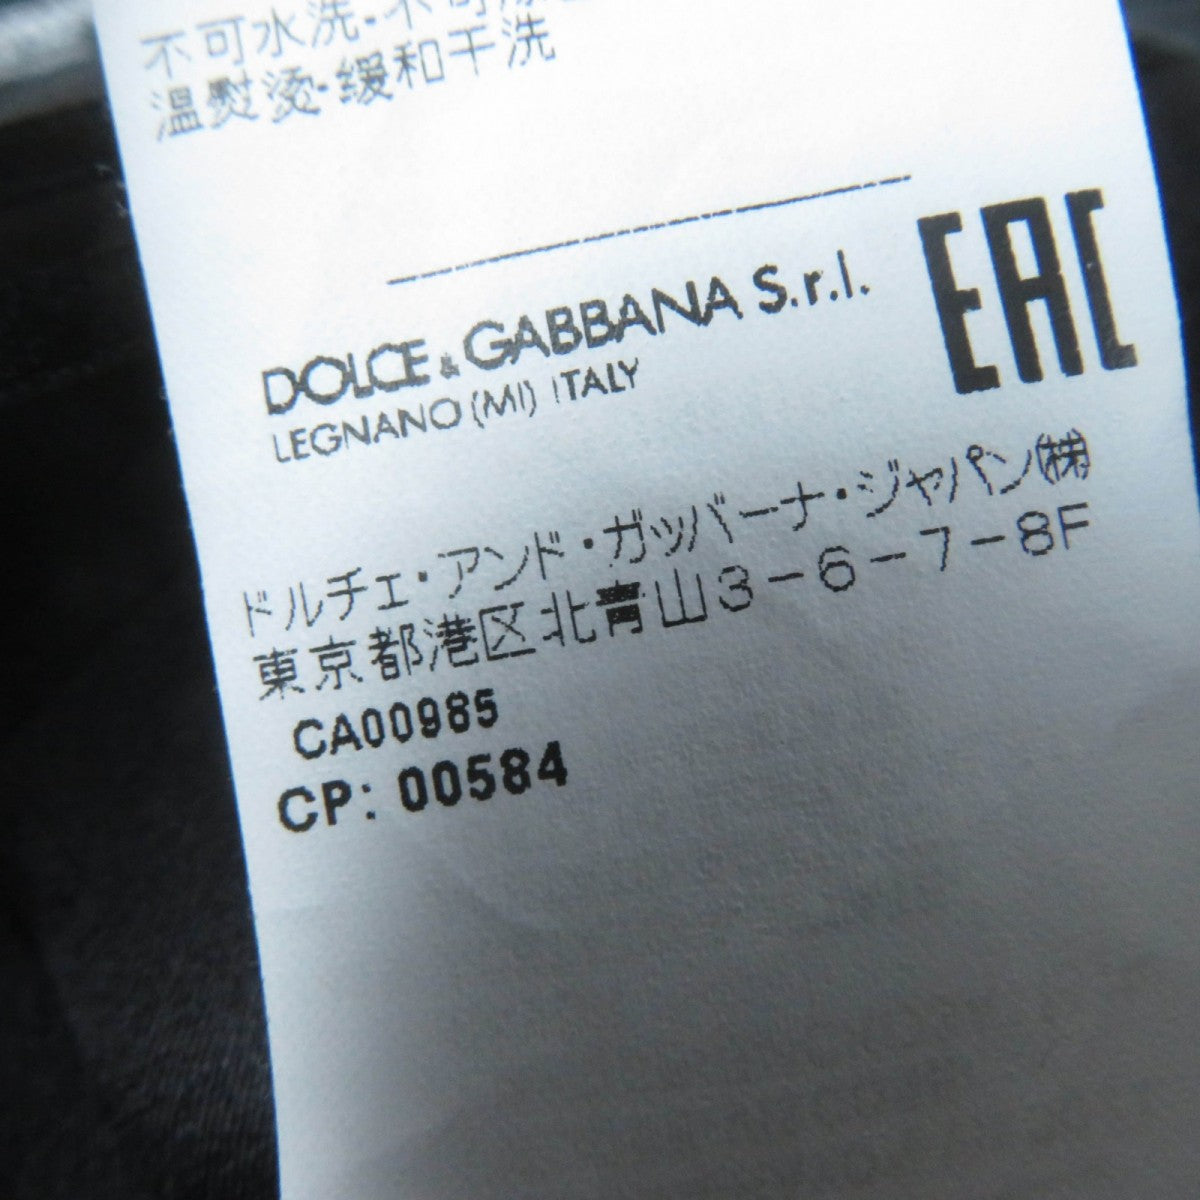 不可水洗·不可
温熨烫·缓和干洗
DOLCE & GABBANA S.r.l.
LEGNANO (MI) ITALY
EAC
ドルチェ・アンド・ガッバーナ・ジャパン(株)
東京都港区北青山3-6-7-8F
CA00985
CP: 00584